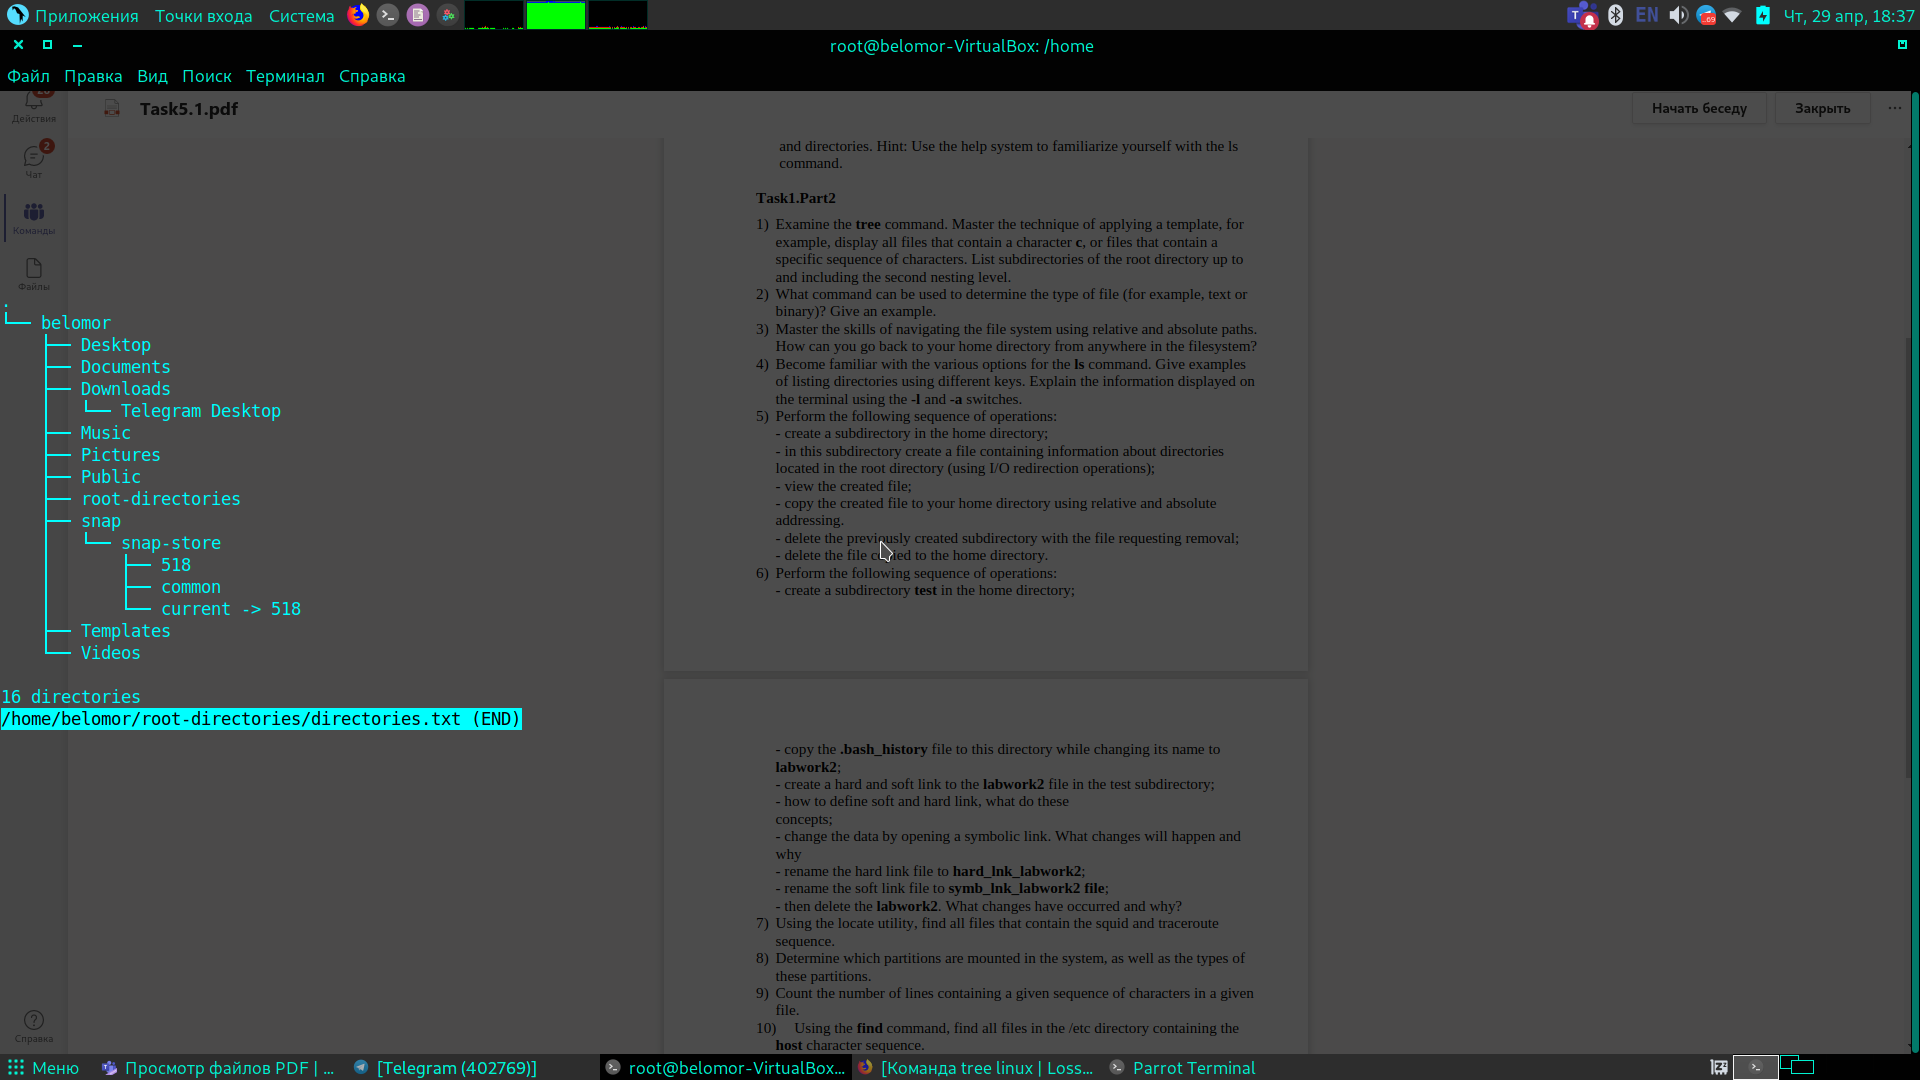 Приложения Точки входа Система EN Чт, 29 апр, 18:37
root@belomor-VirtualBox: /home
Файл Правка Вид Поиск Терминал Справка
Действия
Task5.1.pdf
Начать беседу Закрыть ...
2
Чат
Команды
Файлы
.
└── belomor
├── Desktop
├── Documents
├── Downloads
└── Telegram Desktop
├── Music
├── Pictures
├── Public
├── root-directories
├── snap
└── snap-store
├── 518
├── common
└── current -> 518
├── Templates
└── Videos
16 directories
/home/belomor/root-directories/directories.txt (END)
Справка
and directories. Hint: Use the help system to familiarize yourself with the ls
command.
Task1.Part2
1) Examine the tree command. Master the technique of applying a template, for
example, display all files that contain a character c, or files that contain a
specific sequence of characters. List subdirectories of the root directory up to
and including the second nesting level.
2) What command can be used to determine the type of file (for example, text or
binary)? Give an example.
3) Master the skills of navigating the file system using relative and absolute paths.
How can you go back to your home directory from anywhere in the filesystem?
4) Become familiar with the various options for the ls command. Give examples
of listing directories using different keys. Explain the information displayed on
the terminal using the -l and -a switches.
5) Perform the following sequence of operations:
- create a subdirectory in the home directory;
- in this subdirectory create a file containing information about directories
located in the root directory (using I/O redirection operations);
- view the created file;
- copy the created file to your home directory using relative and absolute
addressing.
- delete the previously created subdirectory with the file requesting removal;
- delete the file copied to the home directory.
6) Perform the following sequence of operations:
- create a subdirectory test in the home directory;
- copy the .bash_history file to this directory while changing its name to
labwork2;
- create a hard and soft link to the labwork2 file in the test subdirectory;
- how to define soft and hard link, what do these
concepts;
- change the data by opening a symbolic link. What changes will happen and
why
- rename the hard link file to hard_lnk_labwork2;
- rename the soft link file to symb_lnk_labwork2 file;
- then delete the labwork2. What changes have occurred and why?
7) Using the locate utility, find all files that contain the squid and traceroute
sequence.
8) Determine which partitions are mounted in the system, as well as the types of
these partitions.
9) Count the number of lines containing a given sequence of characters in a given
file.
10) Using the find command, find all files in the /etc directory containing the
host character sequence.
Меню Просмотр файлов PDF | ... [Telegram (402769)] root@belomor-VirtualBox... [Команда tree linux | Loss... Parrot Terminal